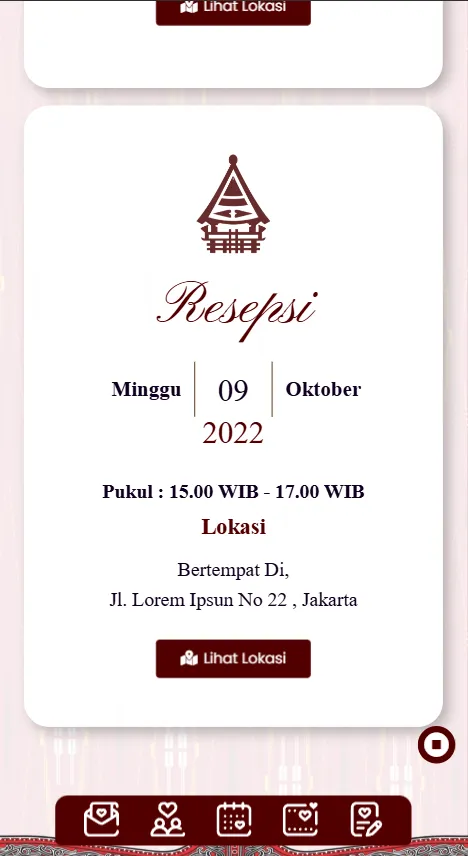 Lihat Lokasi
Resepsi
Minggu 09 Oktober
2022
Pukul : 15.00 WIB - 17.00 WIB
Lokasi
Bertempat Di,
Jl. Lorem Ipsun No 22 , Jakarta
Lihat Lokasi